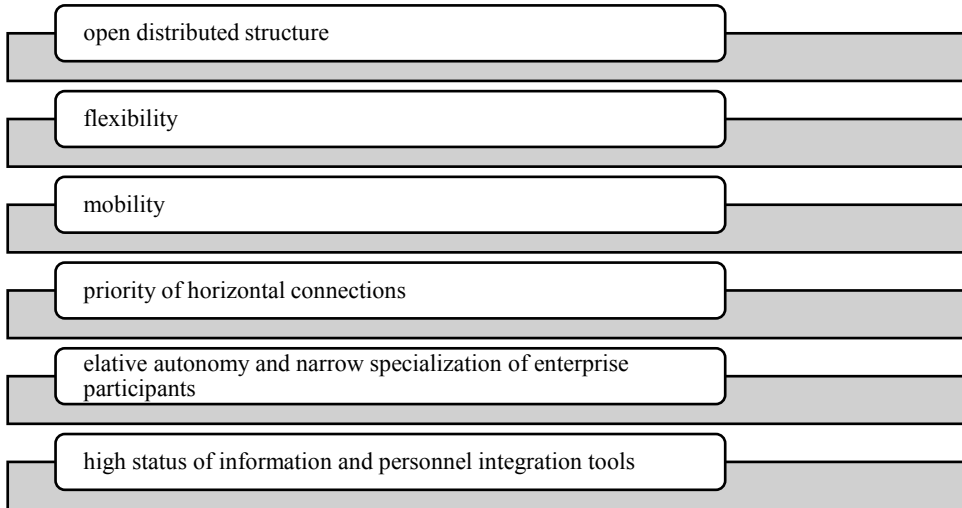 open distributed structure
flexibility
mobility
priority of horizontal connections
elative autonomy and narrow specialization of enterprise
participants
high status of information and personnel integration tools